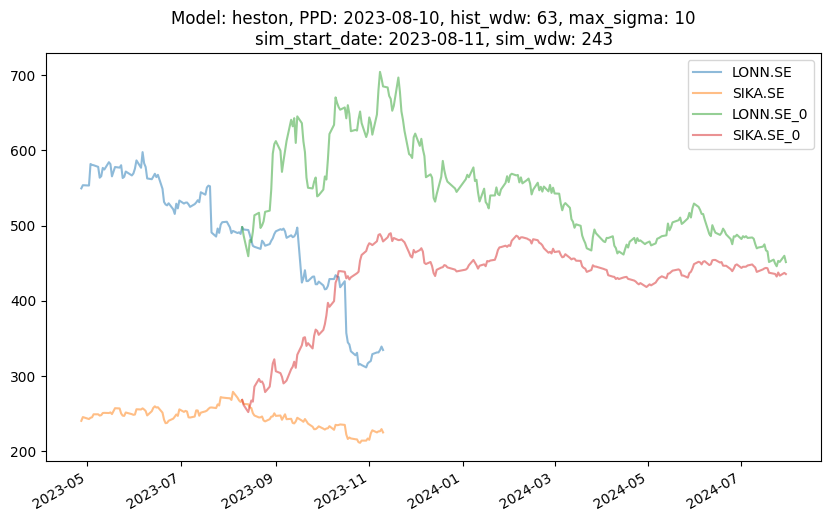 Model: heston, PPD: 2023-08-10, hist_wdw: 63, max_sigma: 10
sim_start_date: 2023-08-11, sim_wdw: 243
LONN.SE
SIKA.SE
LONN.SE_0
SIKA.SE_0
700
600
500
400
300
200
2023-05
2023-07
2023-09
2023-11
2024-01
2024-03
2024-05
2024-07